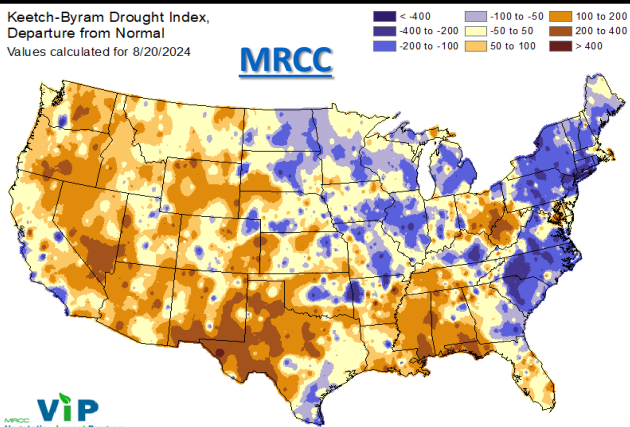 Keetch-Byram Drought Index,
Departure from Normal
Values calculated for 8/20/2024
MRCC
< -400
-400 to -200
-200 to -100
-100 to -50
-50 to 50
50 to 100
100 to 200
200 to 400
> 400
MRCC
ViP